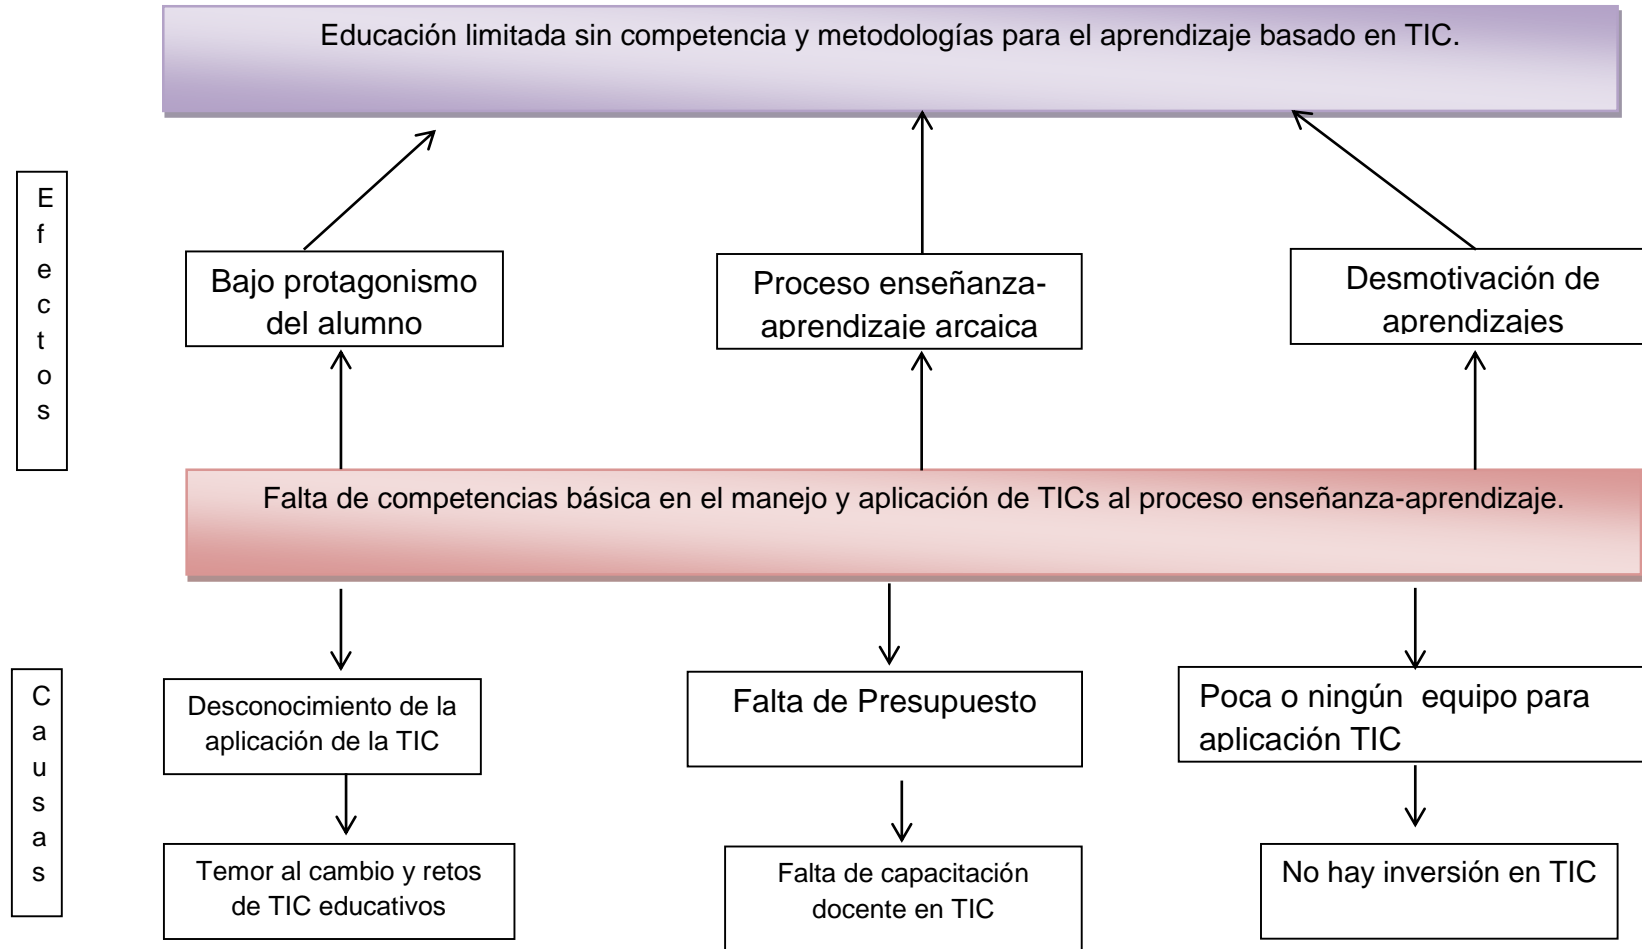 Educación limitada sin competencia y metodologías para el aprendizaje basado en TIC.
Efectos
Bajo protagonismo
del alumno
Proceso enseñanza-
aprendizaje arcaica
Desmotivación de
aprendizajes
Falta de competencias básica en el manejo y aplicación de TICs al proceso enseñanza-aprendizaje.
Causas
Desconocimiento de la
aplicación de la TIC
Falta de Presupuesto
Poca o ningún equipo para
aplicación TIC
Temor al cambio y retos
de TIC educativos
Falta de capacitación
docente en TIC
No hay inversión en TIC